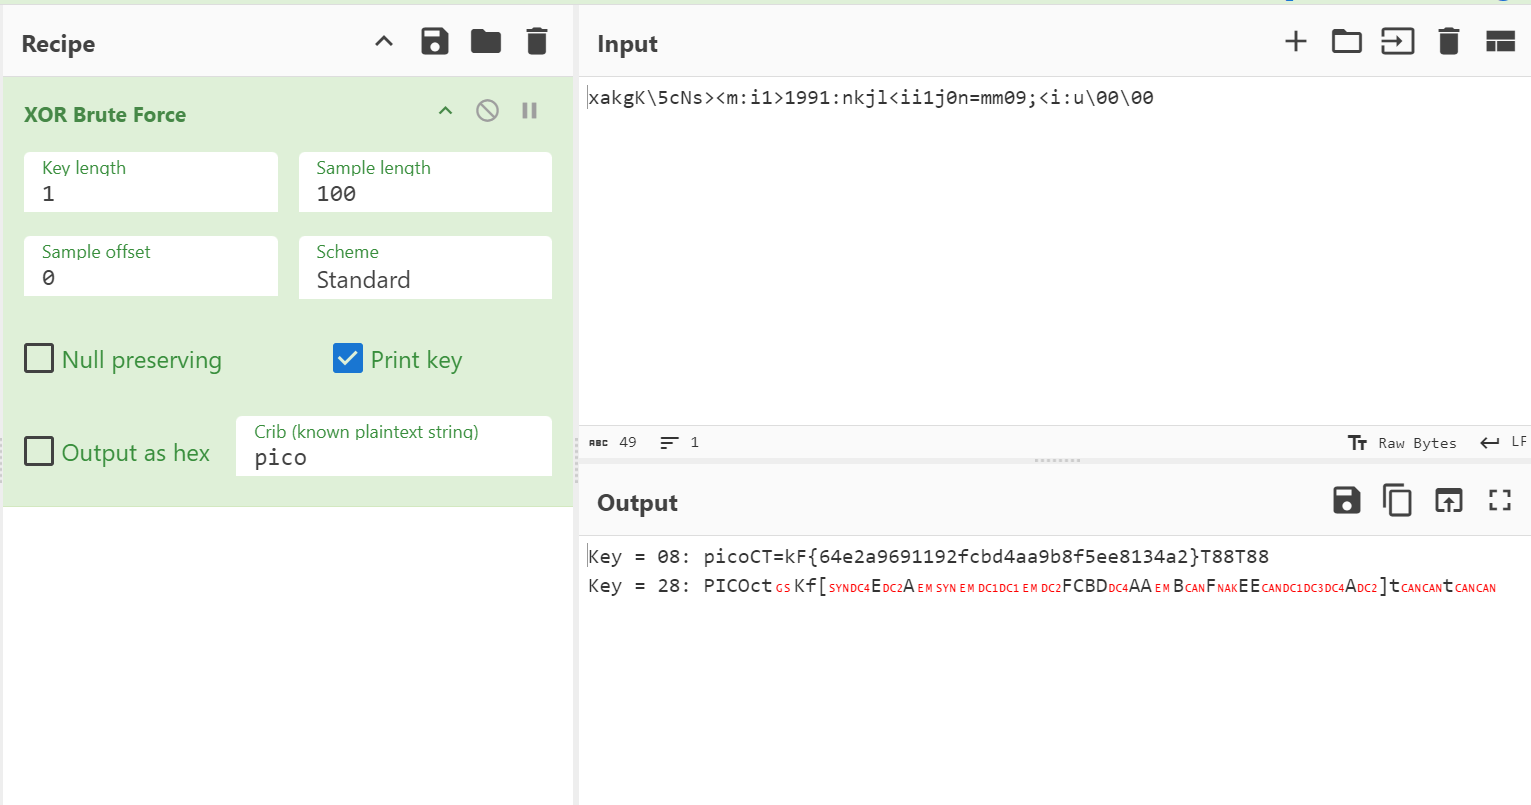 Recipe
XOR Brute Force
Key length
1
Sample length
100
Sample offset
0
Scheme
Standard
Null preserving
Print key
Output as hex
Crib (known plaintext string)
pico
Input
xakgK\5cNs><m:i1>1991:nkjl<ii1j0n=mm09;<i:u\00\00
ABC 49
1
Tт Raw Bytes
LF
Output
Key = 08: picoCT=kF{64e2a9691192fcbd4aa9b8f5ee8134a2}T88T88
Key = 28: PICOctGSKf[SYNDC4EDC2AEMSYNEMDC1DC1EMDC2FCBDDC4AAEMBCANFNAKEECANDC1DC3DC4ADC2]tCANCANtCANCAN